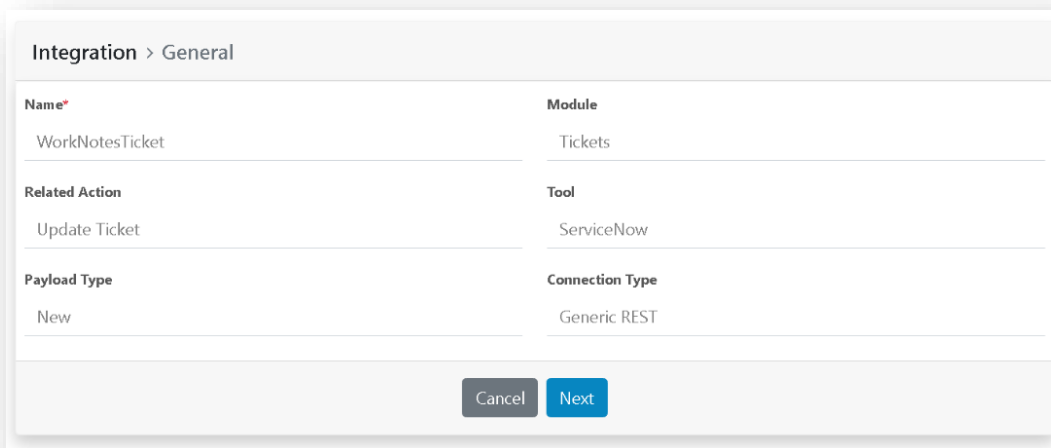 Integration > General
Name* Module
WorkNotesTicket Tickets
Related Action Tool
Update Ticket ServiceNow
Payload Type Connection Type
New Generic REST
Cancel Next